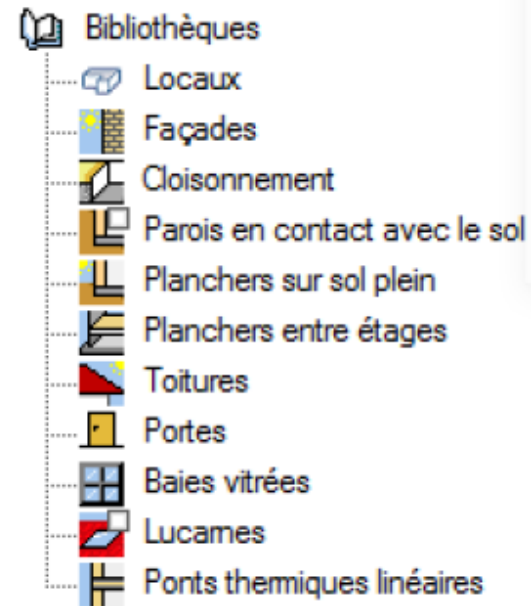 Bibliothèques
Locaux
Façades
Cloisonnement
Parois en contact avec le sol
Planchers sur sol plein
Planchers entre étages
Toitures
Portes
Baies vitrées
Lucarnes
Ponts thermiques linéaires